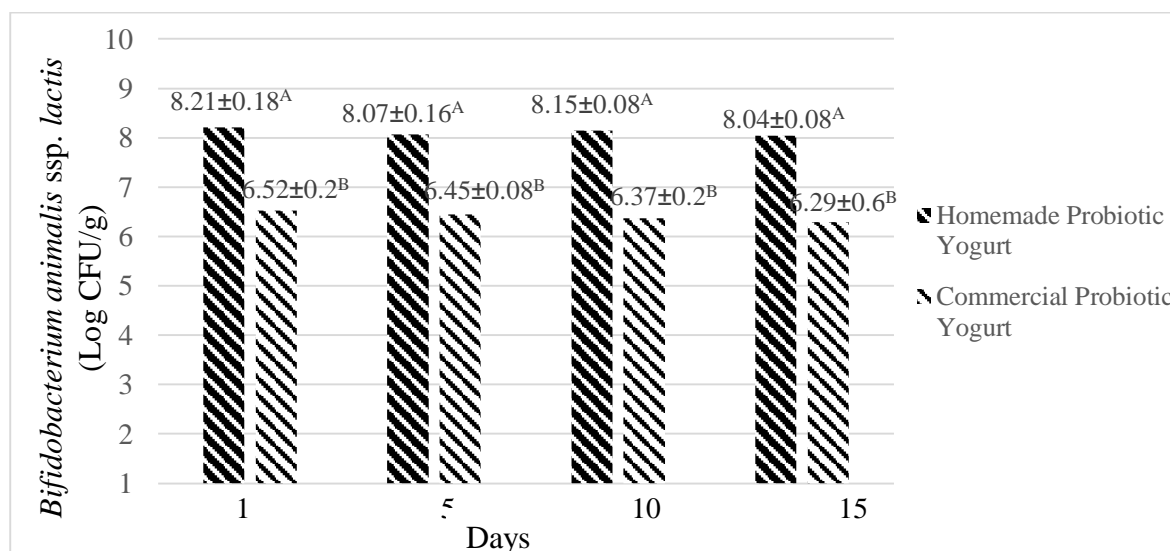 Bifidobacterium animalis ssp. lactis
(Log CFU/g)
10
9
8
7
6
5
4
3
2
1
8.21±0.18ᴬ
8.07±0.16ᴬ
8.15±0.08ᴬ
8.04±0.08ᴬ
6.52±0.2ᴮ
6.45±0.08ᴮ
6.37±0.2ᴮ
6.29±0.6ᴮ
1
5
10
15
Days
Homemade Probiotic
Yogurt
Commercial Probiotic
Yogurt